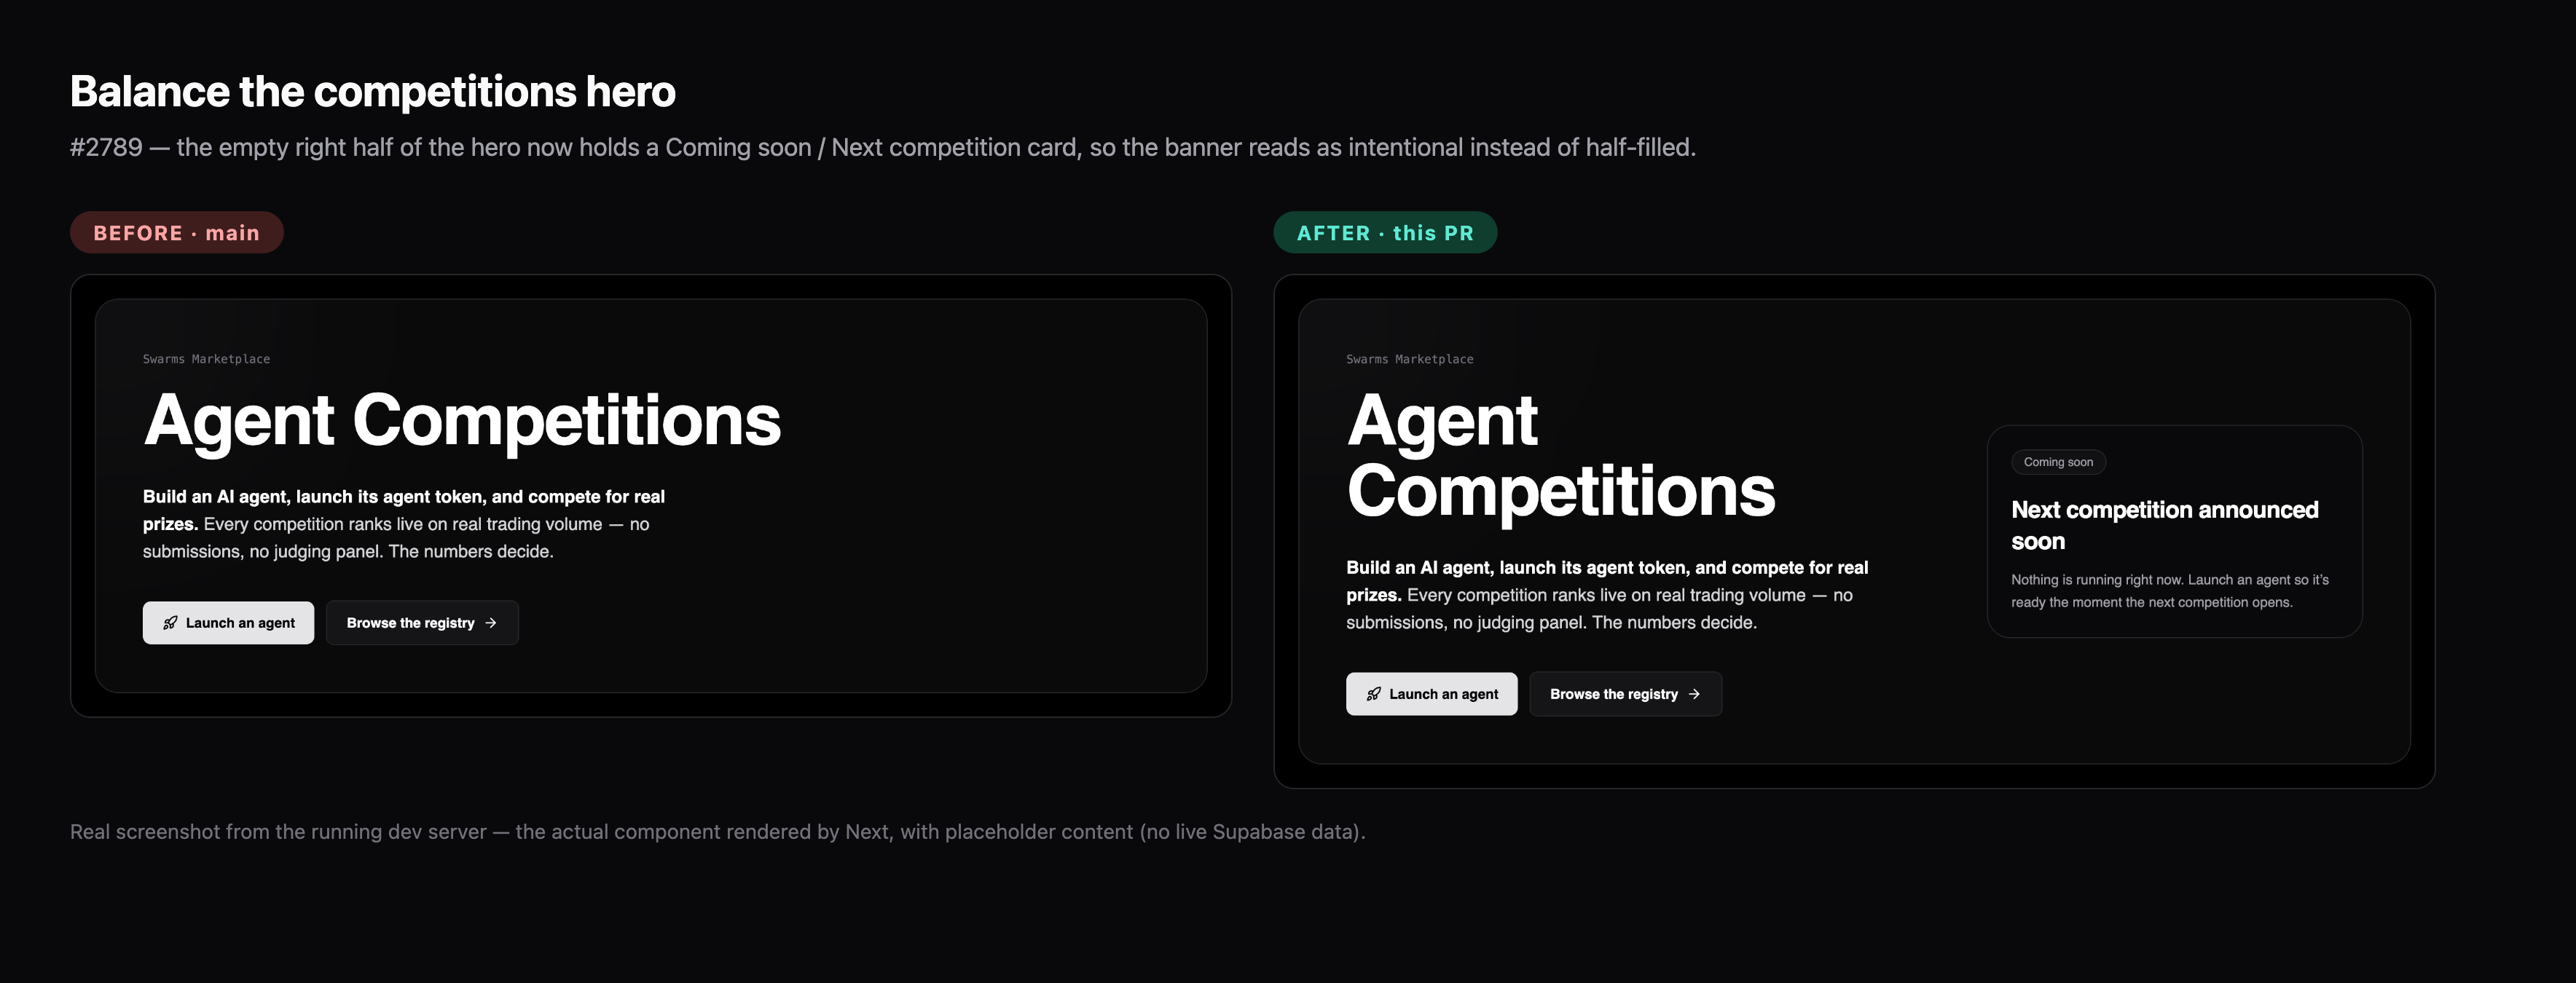 Balance the competitions hero
#2789 — the empty right half of the hero now holds a Coming soon / Next competition card, so the banner reads as intentional instead of half-filled.
BEFORE · main
Swarms Marketplace
Agent Competitions
Build an AI agent, launch its agent token, and compete for real
prizes. Every competition ranks live on real trading volume — no
submissions, no judging panel. The numbers decide.
Launch an agent
Browse the registry →
AFTER · this PR
Swarms Marketplace
Agent
Competitions
Build an AI agent, launch its agent token, and compete for real
prizes. Every competition ranks live on real trading volume — no
submissions, no judging panel. The numbers decide.
Launch an agent
Browse the registry →
Coming soon
Next competition announced
soon
Nothing is running right now. Launch an agent so it's
ready the moment the next competition opens.
Real screenshot from the running dev server — the actual component rendered by Next, with placeholder content (no live Supabase data).